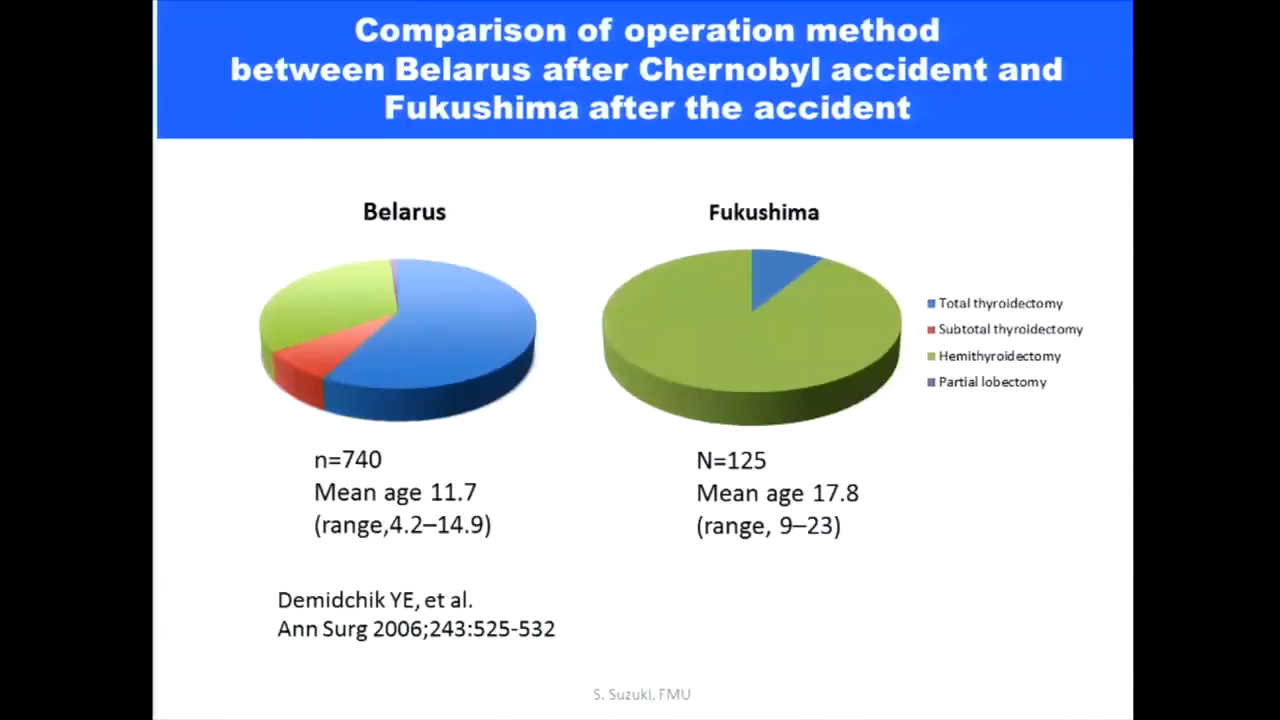 Comparison of operation method
between Belarus after Chernobyl accident and
Fukushima after the accident
Belarus
Fukushima
Total thyroidectomy
Subtotal thyroidectomy
Hemithyroidectomy
Partial lobectomy
n=740
Mean age 11.7
(range,4.2–14.9)
N=125
Mean age 17.8
(range, 9–23)
Demidchik YE, et al.
Ann Surg 2006;243:525-532
S. Suzuki, FMU